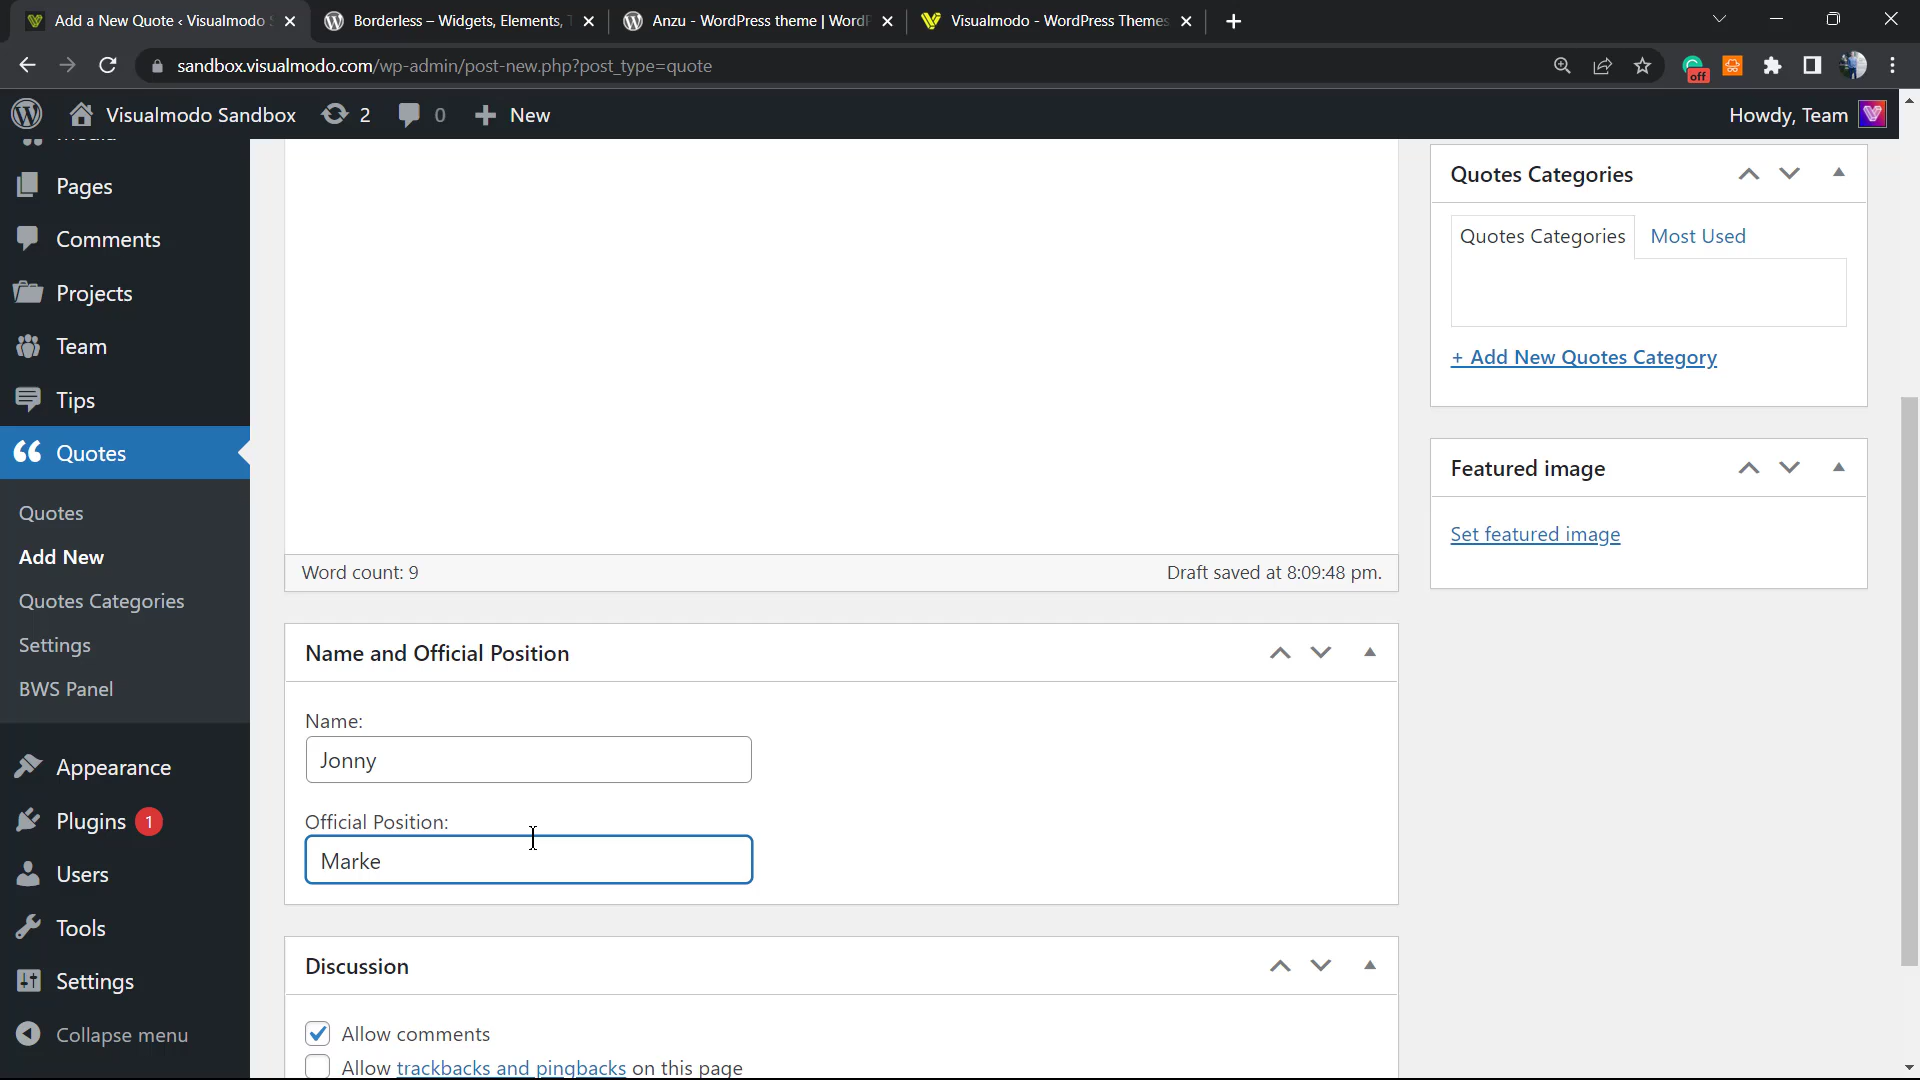 Add a New Quote ‹ Visualmodo
Borderless – Widgets, Elements,
Anzu - WordPress theme | Word
Visualmodo - WordPress Themes
sandbox.visualmodo.com/wp-admin/post-new.php?post_type=quote
off
Visualmodo Sandbox
2
0
New
Howdy, Team
Pages
Comments
Projects
Team
Tips
Quotes
Quotes
Add New
Quotes Categories
Settings
BWS Panel
Appearance
Plugins 1
Users
Tools
Settings
Collapse menu
Word count: 9
Draft saved at 8:09:48 pm.
Name and Official Position
Name:
Jonny
Official Position:
Marke
Discussion
Allow comments
Allow trackbacks and pingbacks on this page
Quotes Categories
Quotes Categories
Most Used
+ Add New Quotes Category
Featured image
Set featured image